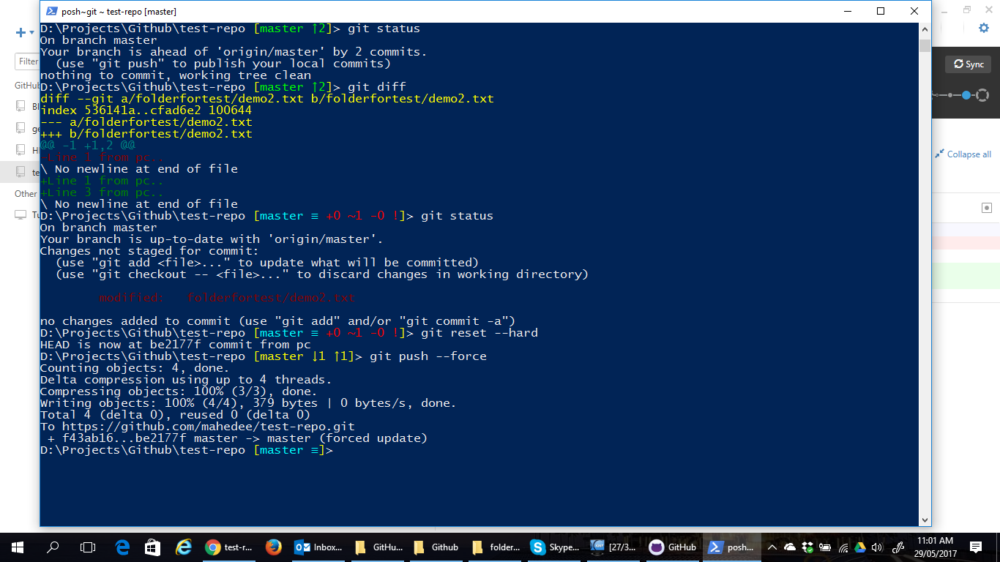 posh~git ~ test-repo [master]
D:\Projects\Github\test-repo [master ↑2]> git status
On branch master
Your branch is ahead of 'origin/master' by 2 commits.
  (use "git push" to publish your local commits)
nothing to commit, working tree clean
D:\Projects\Github\test-repo [master ↑2]> git diff
diff --git a/folderfortest/demo2.txt b/folderfortest/demo2.txt
index 536141a..cfad6e2 100644
--- a/folderfortest/demo2.txt
+++ b/folderfortest/demo2.txt
@@ -1 +1,2 @@
-Line 1 from pc..
\ No newline at end of file
+Line 1 from pc..
+Line 3 from pc..
\ No newline at end of file
D:\Projects\Github\test-repo [master ≡ +0 ~1 -0 !]> git status
On branch master
Your branch is up-to-date with 'origin/master'.
Changes not staged for commit:
  (use "git add <file>..." to update what will be committed)
  (use "git checkout -- <file>..." to discard changes in working directory)
        modified:   folderfortest/demo2.txt
no changes added to commit (use "git add" and/or "git commit -a")
D:\Projects\Github\test-repo [master ≡ +0 ~1 -0 !]> git reset --hard
HEAD is now at be2177f commit from pc
D:\Projects\Github\test-repo [master ↓1 ↑1]> git push --force
Counting objects: 4, done.
Delta compression using up to 4 threads.
Compressing objects: 100% (3/3), done.
Writing objects: 100% (4/4), 379 bytes | 0 bytes/s, done.
Total 4 (delta 0), reused 0 (delta 0)
To https://github.com/mahedee/test-repo.git
 + f43ab16...be2177f master -> master (forced update)
D:\Projects\Github\test-repo [master ≡]>
Filter
GitHub
Bl
ge
HI
te
Other
Tu
Sync
Collapse all
test-r...
Inbox...
GitHu...
Github
folder...
Skype...
[27/3...
GitHub
posh...
11:01 AM
29/05/2017